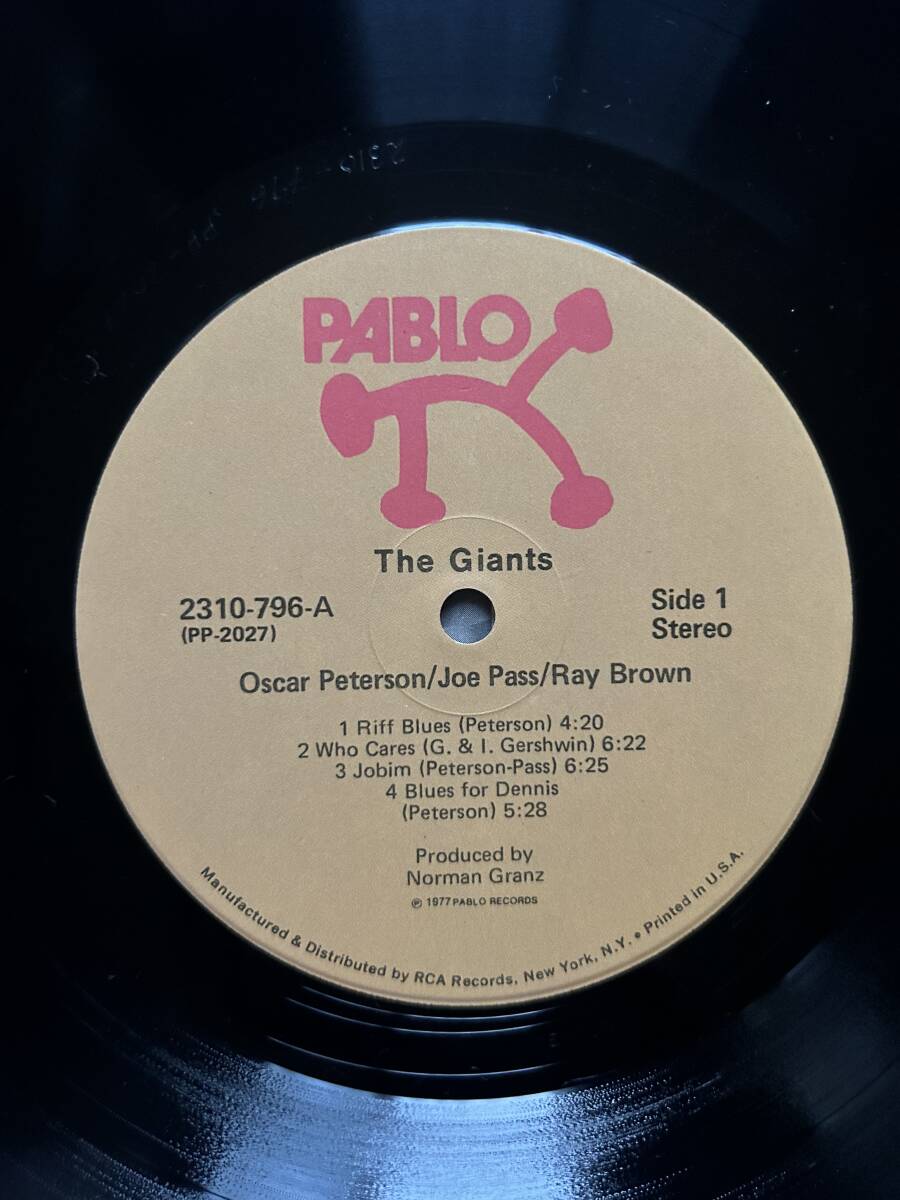 PABLO
The Giants
2310-796-A
(PP-2027)
Side 1
Stereo
Oscar Peterson/Joe Pass/Ray Brown
1 Riff Blues (Peterson) 4:20
2 Who Cares (G. & I. Gershwin) 6:22
3 Jobim (Peterson-Pass) 6:25
4 Blues for Dennis
(Peterson) 5:28
Produced by
Norman Granz
℗ 1977 PABLO RECORDS
Manufactured & Distributed by RCA Records, New York, N.Y. • Printed in U.S.A.